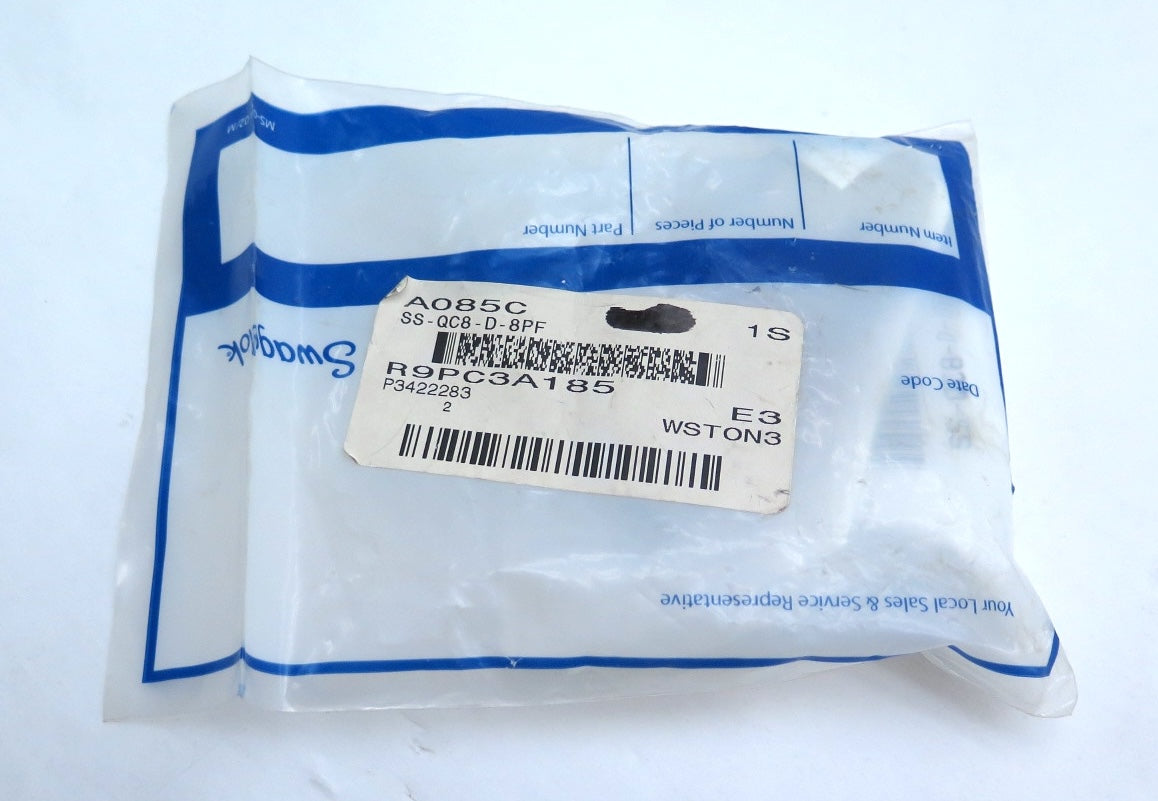 Part Number
Number of Pieces
Item Number
Swagelok
A085C
1S
SS-QC8-D-8PF
R9PC3A185
P3422283
2
E3
WSTON3
Date Code
Your Local Sales & Service Representative